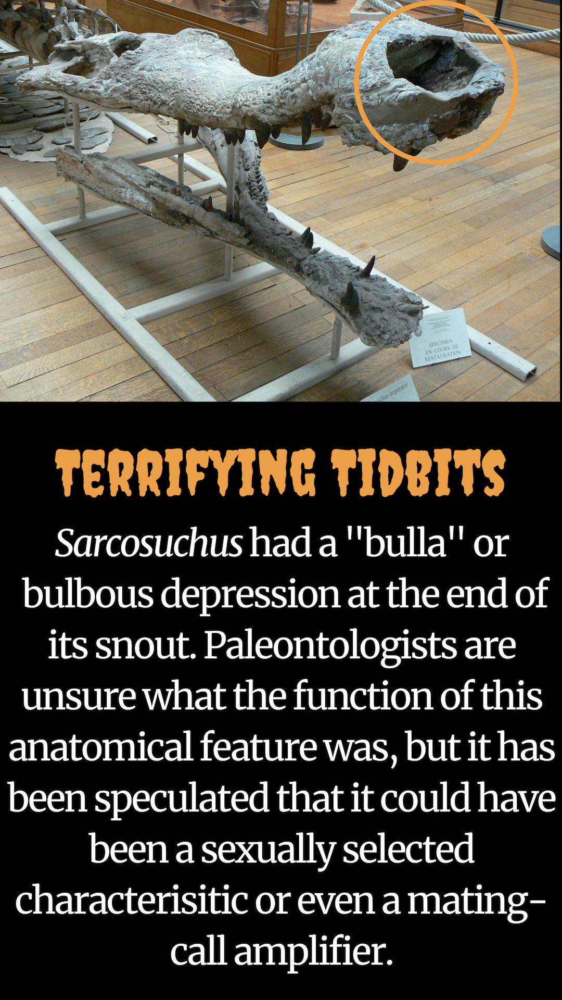 SPÉCIMEN
EN COURS DE
RESTAURATION
uchus imperator
TERRIFYING TIDBITS
Sarcosuchus had a "bulla" or
bulbous depression at the end of
its snout. Paleontologists are
unsure what the function of this
anatomical feature was, but it has
been speculated that it could have
been a sexually selected
characterisitic or even a mating-
call amplifier.